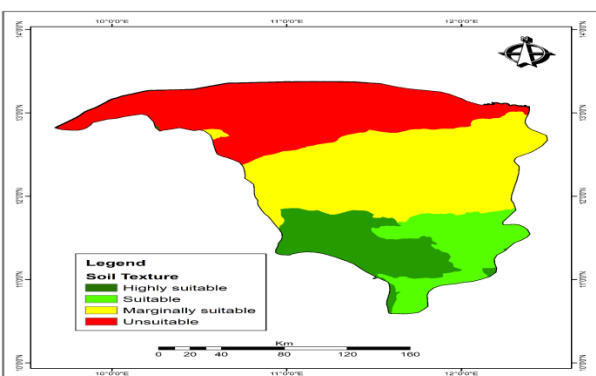 10°0'0"E 11°0'0"E 12°0'0"E
14°0'0"N 14°0'0"N
13°0'0"N 13°0'0"N
12°0'0"N 12°0'0"N
11°0'0"N 11°0'0"N
10°0'0"N 10°0'0"N
Legend
Soil Texture
Highly suitable
Suitable
Marginally suitable
Unsuitable
Km
0 20 40 80 120 160
10°0'0"E 11°0'0"E 12°0'0"E